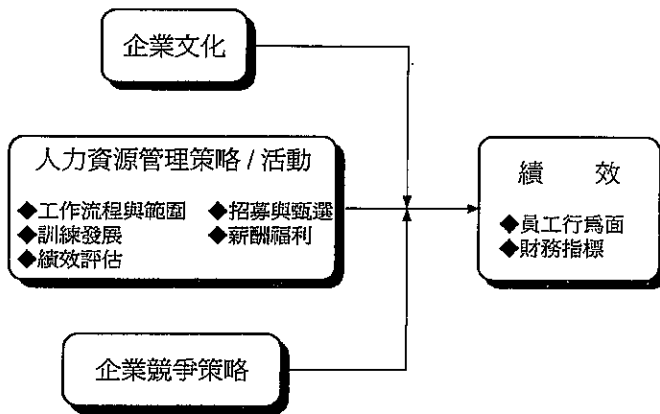 企業文化
人力資源管理策略 / 活動
◆工作流程與範圍 ◆招募與甄選
◆訓練發展 ◆薪酬福利
◆績效評估
績 效
◆員工行為面
◆財務指標
企業競爭策略